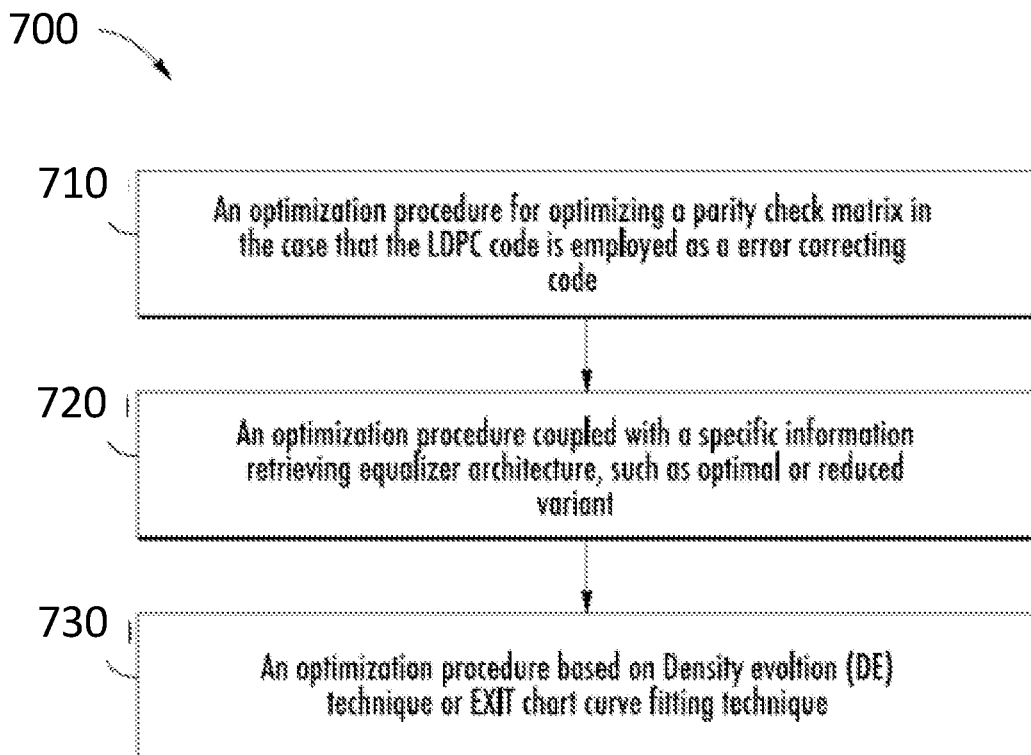 700
710
An optimization procedure for optimizing a parity check matrix in
the case that the LDPC code is employed as a error correcting
code
720
An optimization procedure coupled with a specific information
retrieving equalizer architecture, such as optimal or reduced
variant
730
An optimization procedure based on Density evoltion (DE)
technique or EXIT chart curve fitting technique